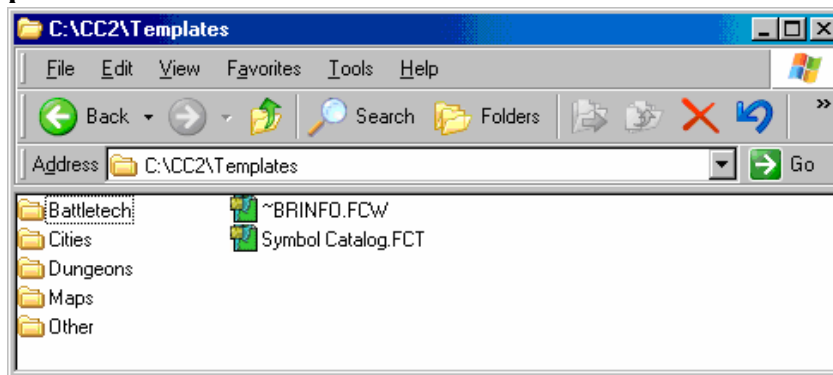 C:\CC2\Templates
File Edit View Favorites Tools Help
Back Search Folders »
Address C:\CC2\Templates Go
Battletech ~BRINFO.FCW
Cities Symbol Catalog.FCT
Dungeons
Maps
Other